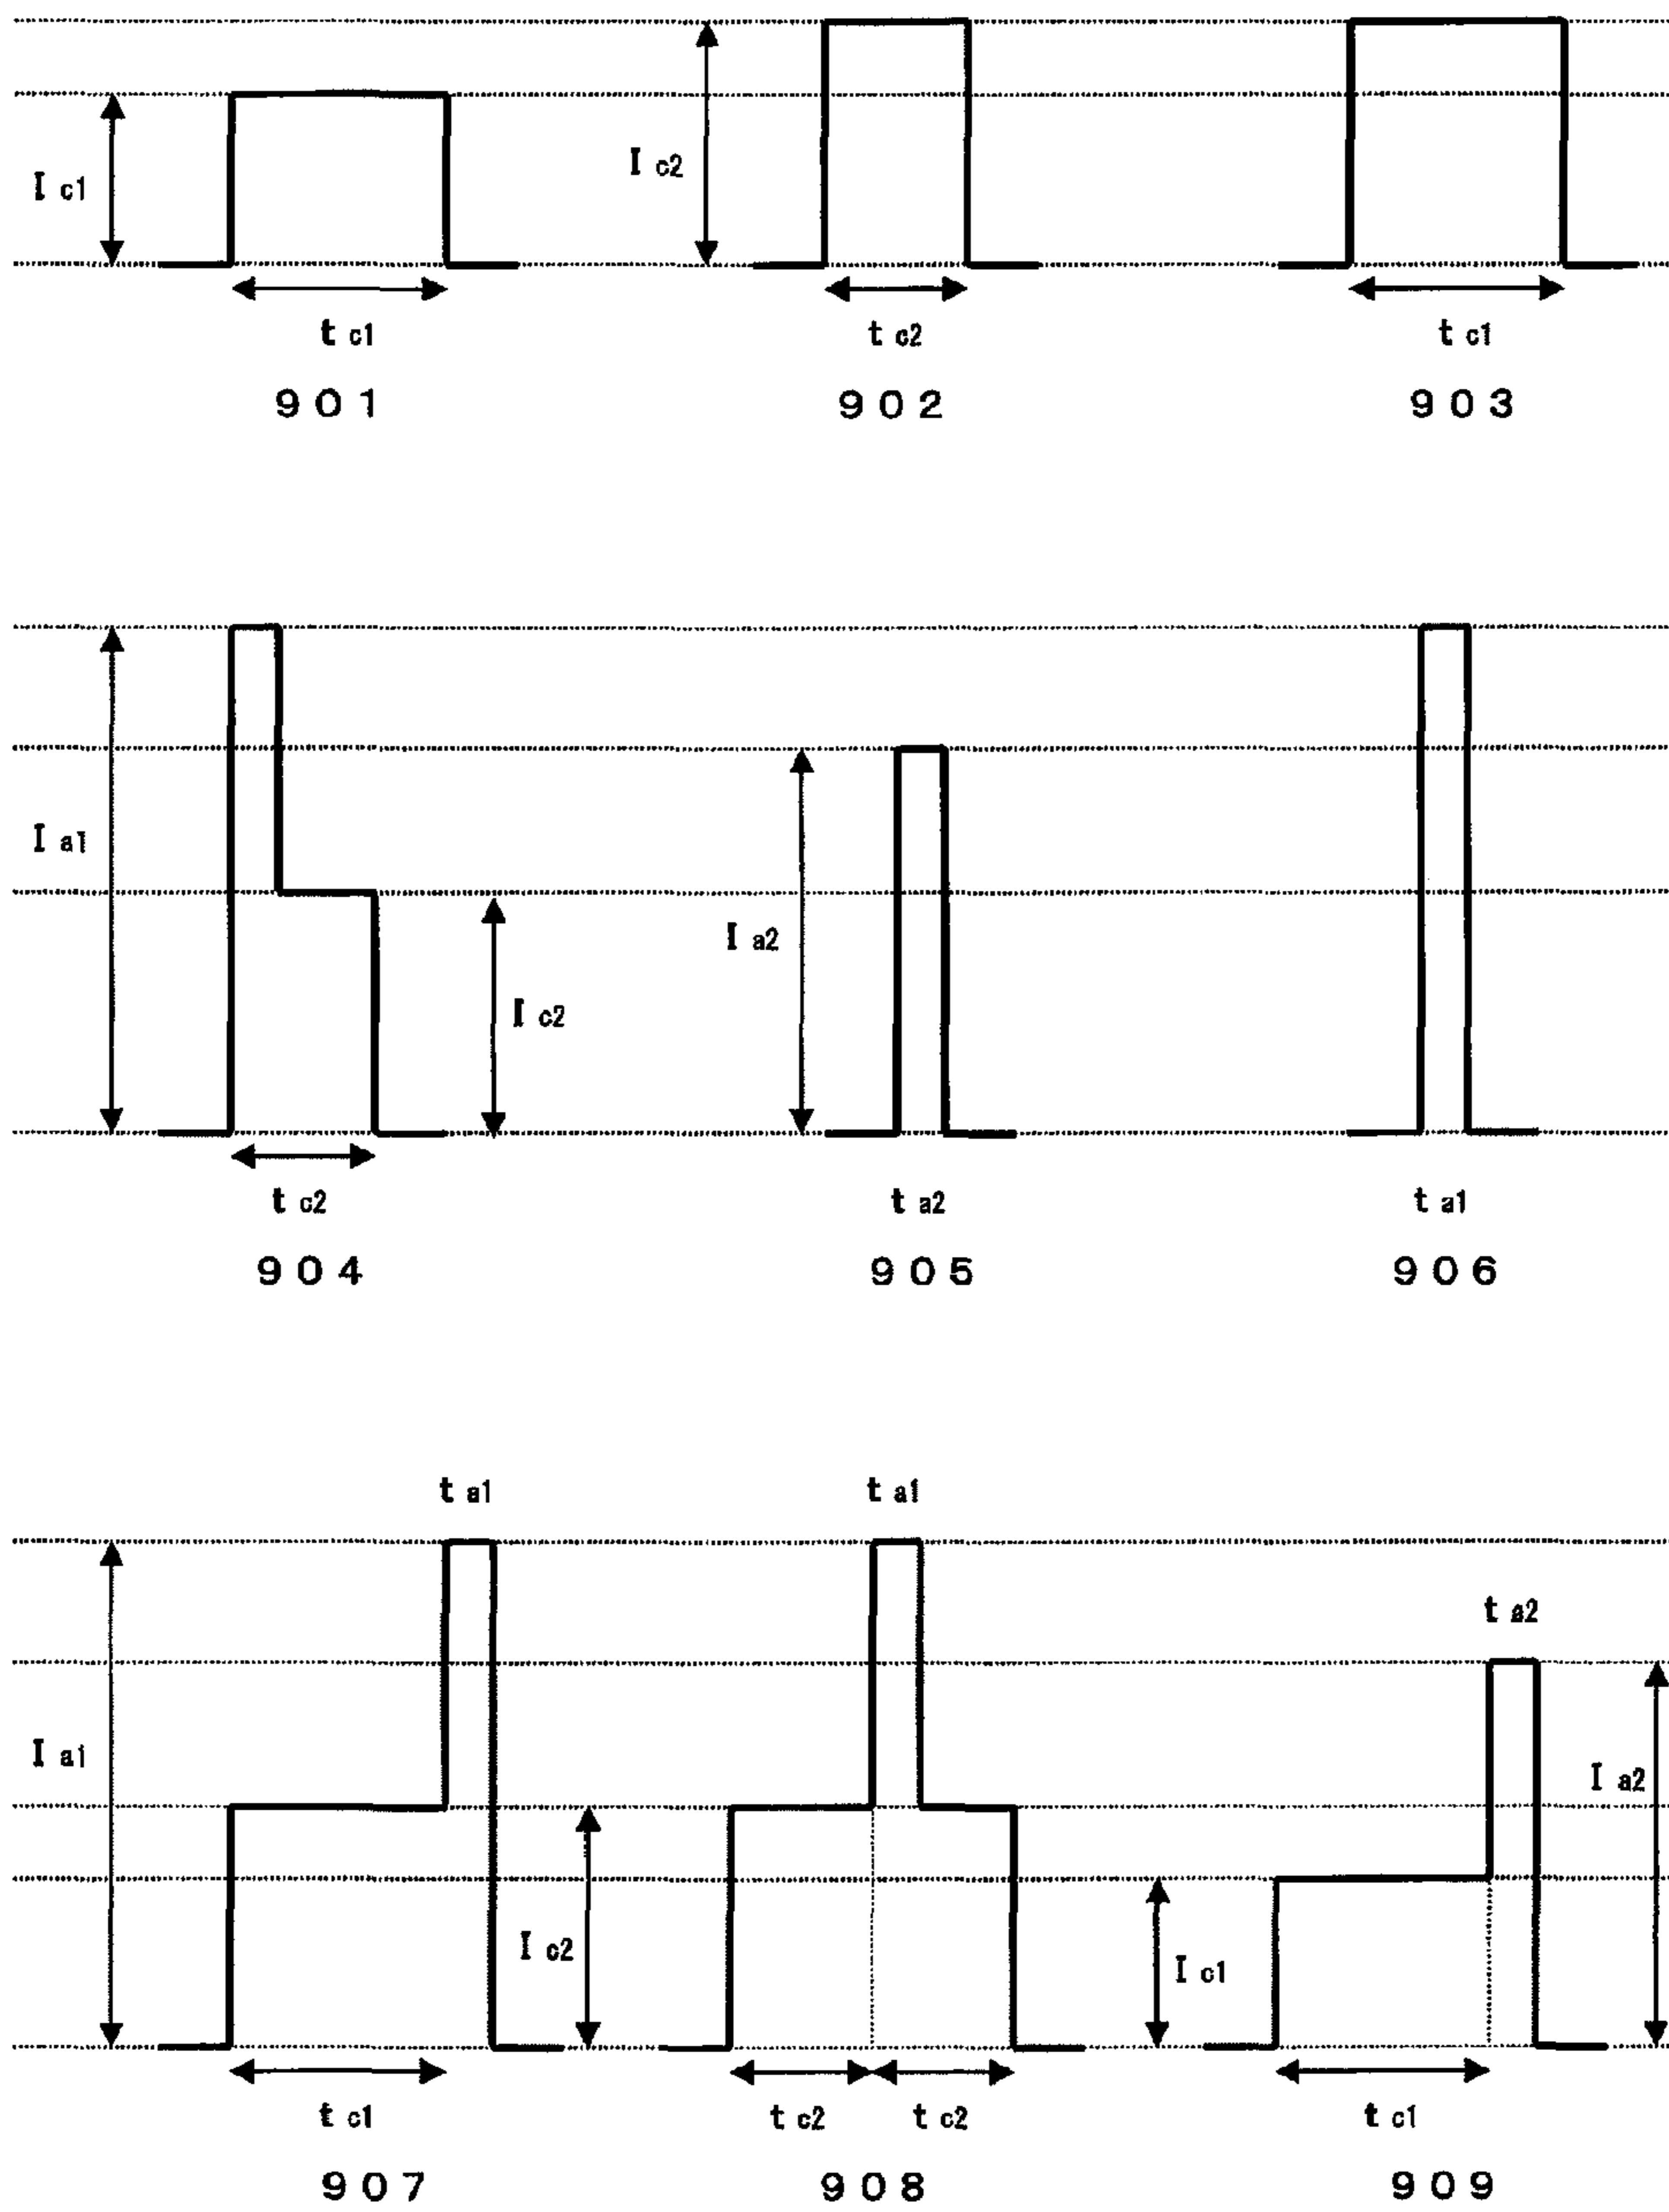 I c1
I c2
t c1
t c2
t c1
901
902
903
I a1
I c2
I a2
t c2
t a2
t a1
904
905
906
t a1
t a1
t a2
I a1
I a2
I c2
I c1
t c1
t c2
t c2
t c1
907
908
909